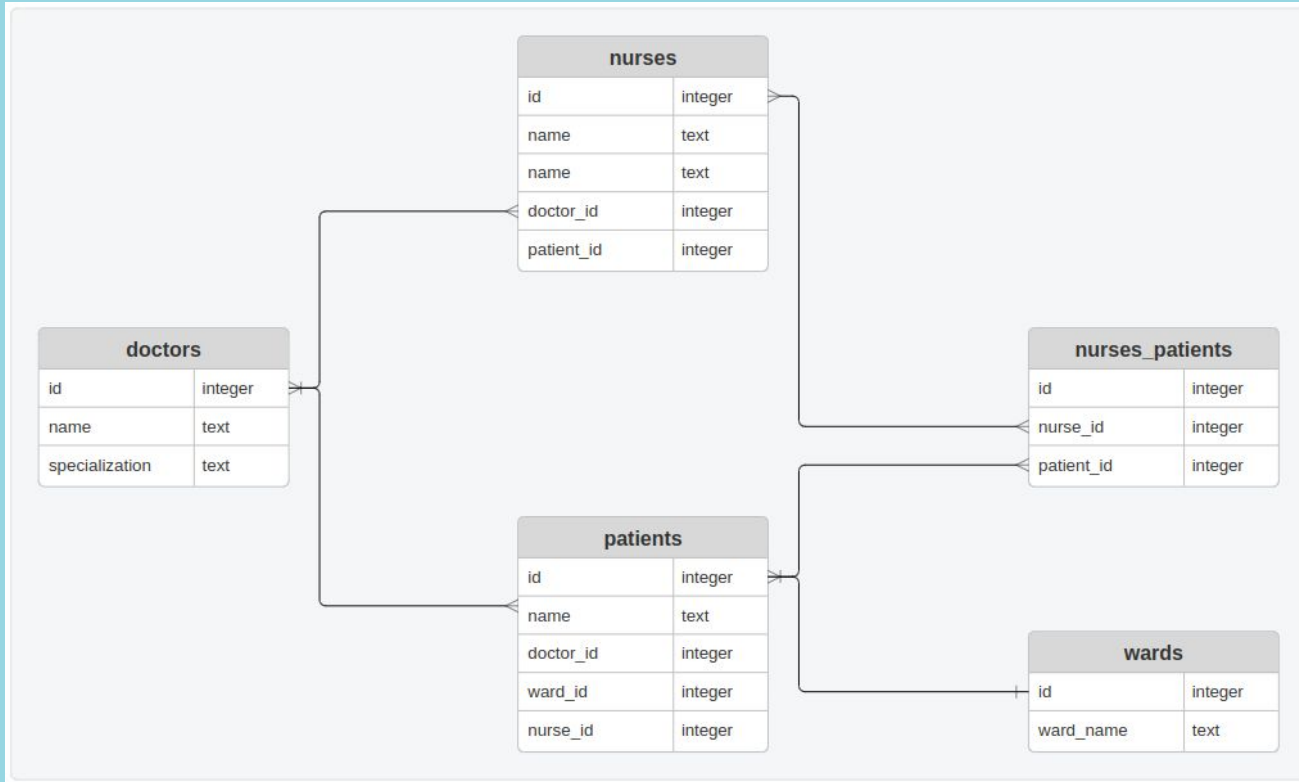 nurses
id integer
name text
name text
doctor_id integer
patient_id integer
doctors
id integer
name text
specialization text
nurses_patients
id integer
nurse_id integer
patient_id integer
patients
id integer
name text
doctor_id integer
ward_id integer
nurse_id integer
wards
id integer
ward_name text